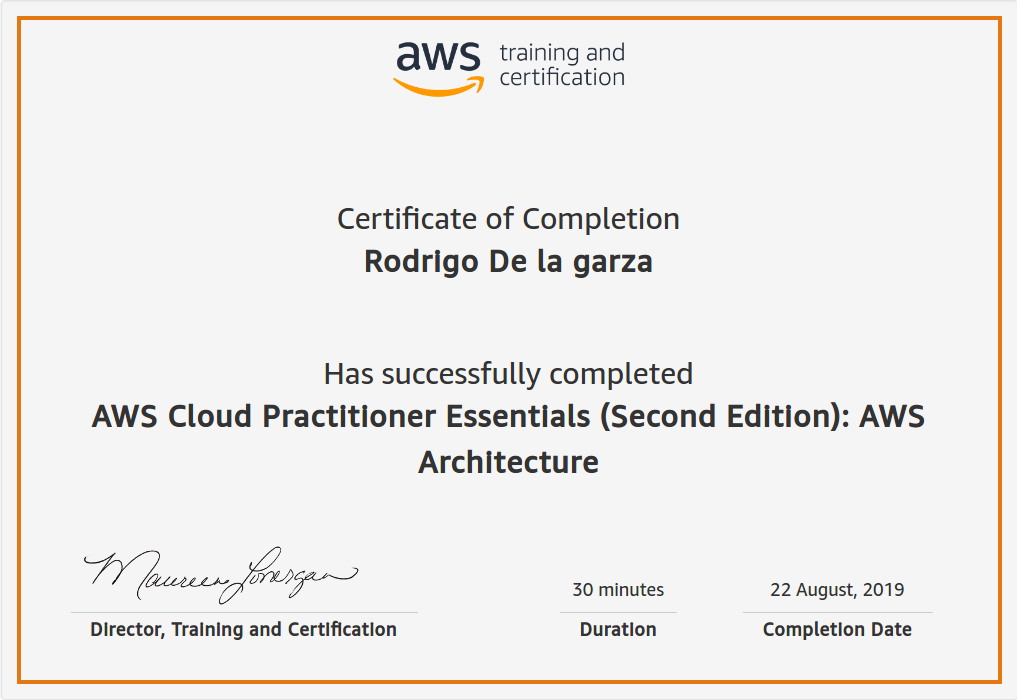 aws training and
certification
Certificate of Completion
Rodrigo De la garza
Has successfully completed
AWS Cloud Practitioner Essentials (Second Edition): AWS
Architecture
Maureen Lonergan
30 minutes
22 August, 2019
Director, Training and Certification
Duration
Completion Date